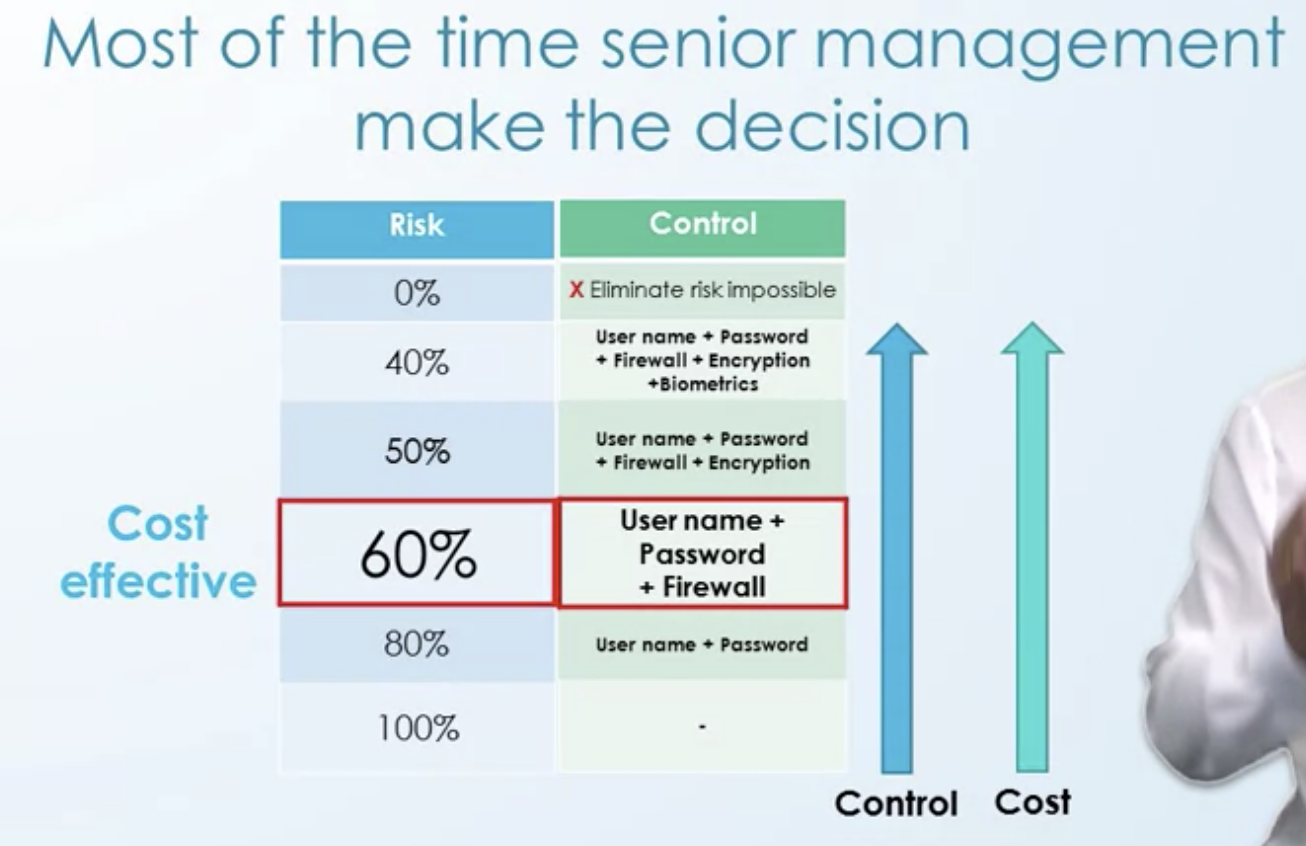 Most of the time senior management
make the decision
Risk
Control
0%
X Eliminate risk impossible
40%
User name + Password
+ Firewall + Encryption
+Biometrics
50%
User name + Password
+ Firewall + Encryption
Cost
effective
60%
User name +
Password
+ Firewall
80%
User name + Password
100%
-
Control
Cost